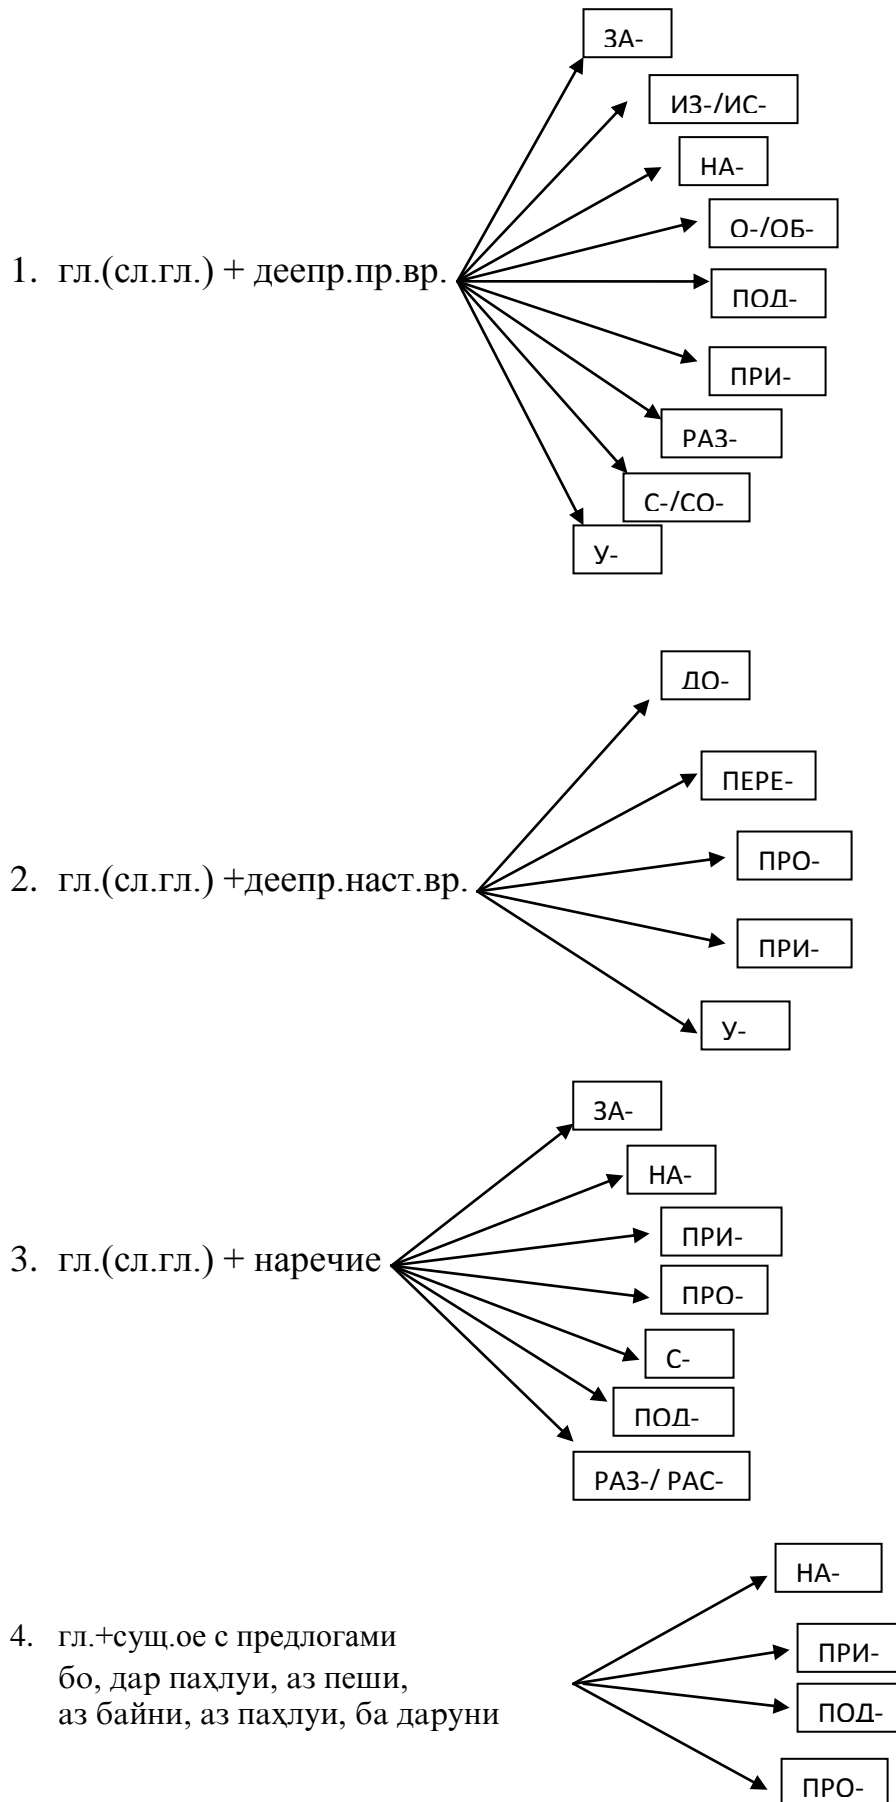 ЗА-
ИЗ-/ИС-
НА-
О-/ОБ-
1. гл.(сл.гл.) + деепр.пр.вр.
ПОД-
ПРИ-
РАЗ-
С-/СО-
У-
ДО-
ПЕРЕ-
ПРО-
2. гл.(сл.гл.) +деепр.наст.вр.
ПРИ-
У-
ЗА-
НА-
ПРИ-
3. гл.(сл.гл.) + наречие
ПРО-
С-
ПОД-
РАЗ-/ РАС-
НА-
4. гл.+сущ.ое с предлогами
ПРИ-
бо, дар паҳлуи, аз пеши,
аз байни, аз паҳлуи, ба даруни
ПОД-
ПРО-